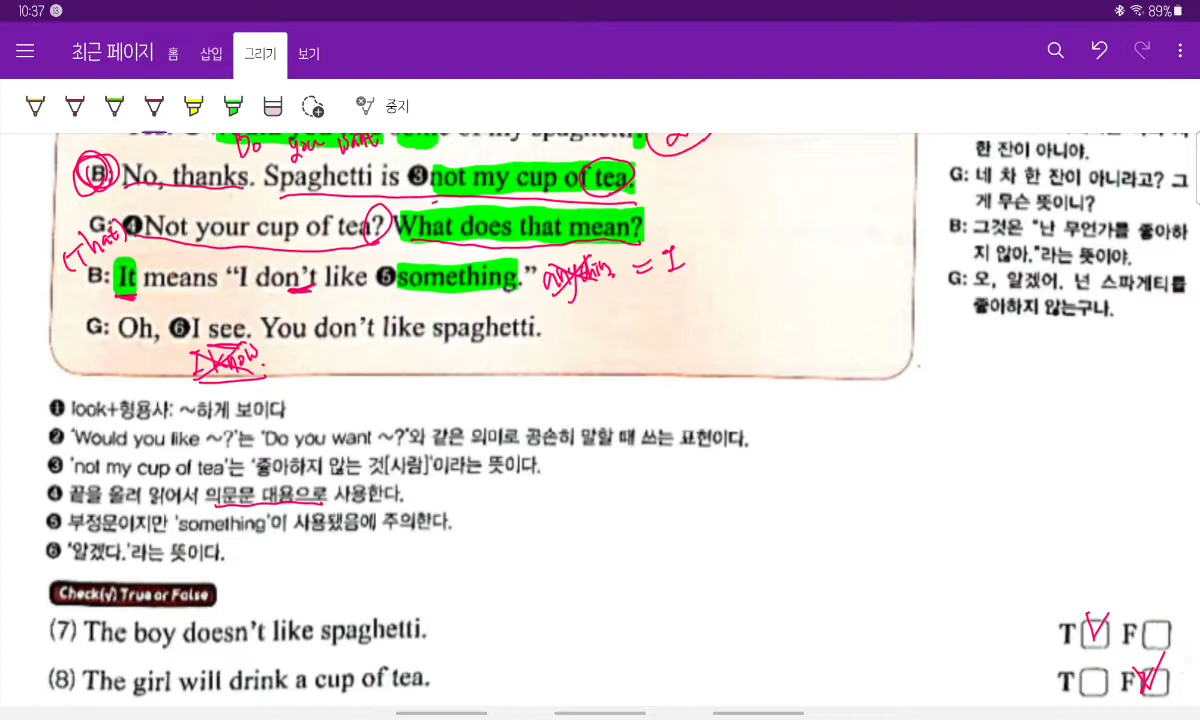 10:37
89%
최근 페이지 홈 삽입 그리기 보기
중지
of my spaghetti.
Do you want
B: No, thanks. Spaghetti is ❸not my cup of tea.
G: ❹Not your cup of tea? What does that mean?
(That)
B: It means “I don’t like ❺something.” anything = I
G: Oh, ❻I see. You don’t like spaghetti.
I know.
한 잔이 아니야.
G: 네 차 한 잔이 아니라고? 그
게 무슨 뜻이니?
B: 그것은 “난 무언가를 좋아하
지 않아.”라는 뜻이야.
G: 오, 알겠어. 넌 스파게티를
좋아하지 않는구나.
❶ look+형용사: ~하게 보이다
❷ ‘Would you like ~?’는 ‘Do you want ~?’와 같은 의미로 공손히 말할 때 쓰는 표현이다.
❸ ‘not my cup of tea’는 ‘좋아하지 않는 것[사람]’이라는 뜻이다.
❹ 끝을 올려 읽어서 의문문 대용으로 사용한다.
❺ 부정문이지만 ‘something’이 사용됐음에 주의한다.
❻ ‘알겠다.’라는 뜻이다.
Check(√) True or False
(7) The boy doesn’t like spaghetti. T F
(8) The girl will drink a cup of tea. T F